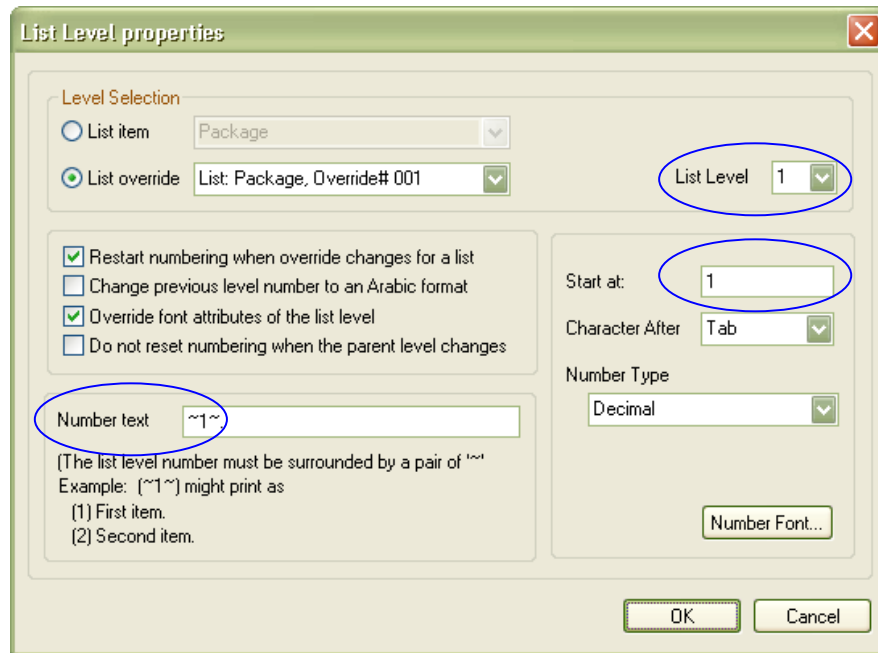 List Level properties
Level Selection
List item
Package
List override
List: Package, Override# 001
List Level
1
Restart numbering when override changes for a list
Change previous level number to an Arabic format
Override font attributes of the list level
Do not reset numbering when the parent level changes
Start at:
1
Character After
Tab
Number Type
Decimal
Number text
~1~.
(The list level number must be surrounded by a pair of '~'
Example: (~1~) might print as
(1) First item.
(2) Second item.
Number Font...
OK
Cancel